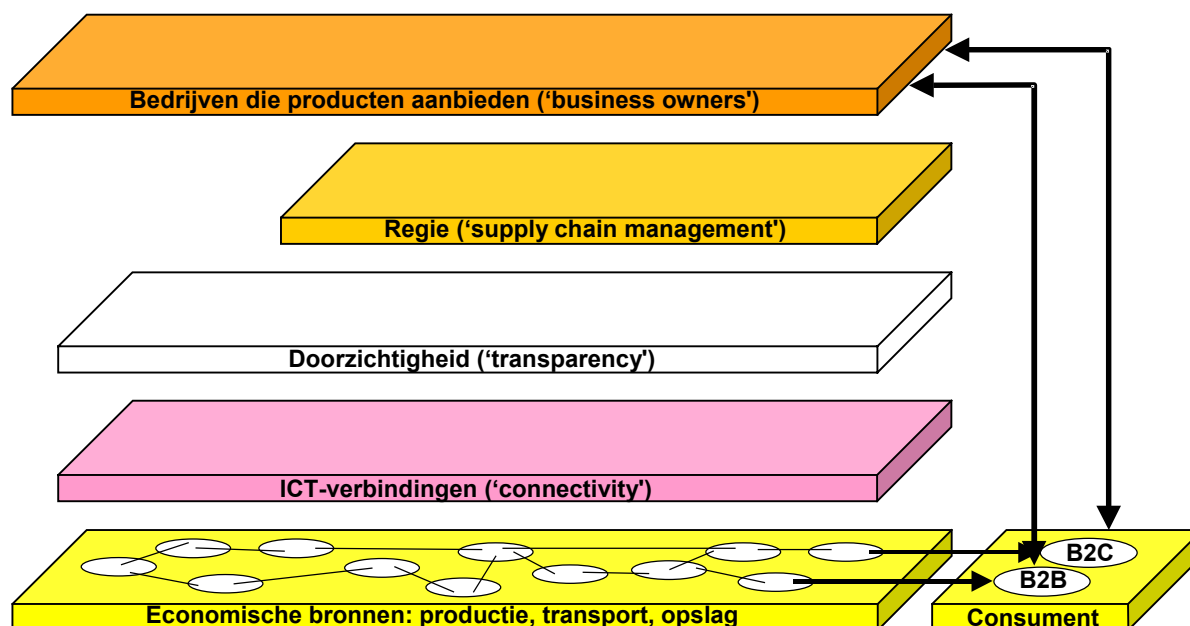 Bedrijven die producten aanbieden (‘business owners')
Regie (‘supply chain management')
Doorzichtigheid (‘transparency')
ICT-verbindingen (‘connectivity')
B2C
B2B
Economische bronnen: productie, transport, opslag
Consument